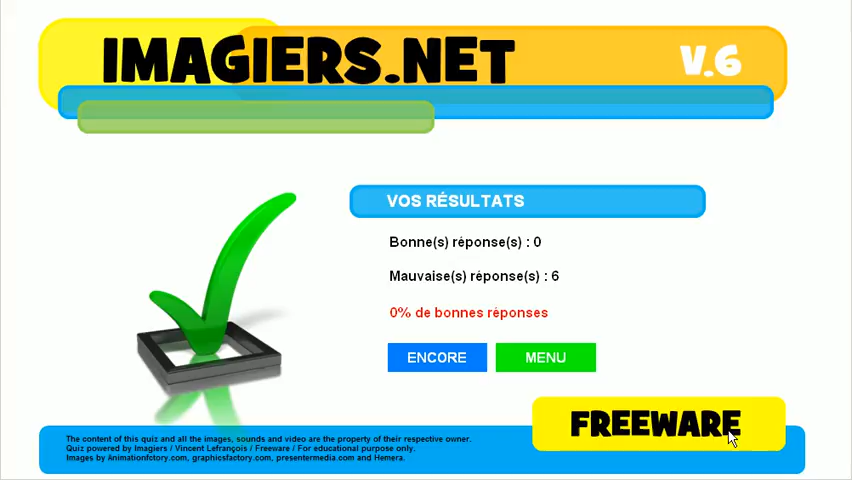 IMAGIERS.NET
V.6
VOS RÉSULTATS
Bonne(s) réponse(s) : 0
Mauvaise(s) réponse(s) : 6
0% de bonnes réponses
ENCORE
MENU
FREEWARE
The content of this quiz and all the images, sounds and video are the property of their respective owner.
Quiz powered by Imagiers / Vincent Lefrançois / Freeware / For educational purpose only.
Images by Animationfctory.com, graphicsfactory.com, presentermedia.com and Hemera.